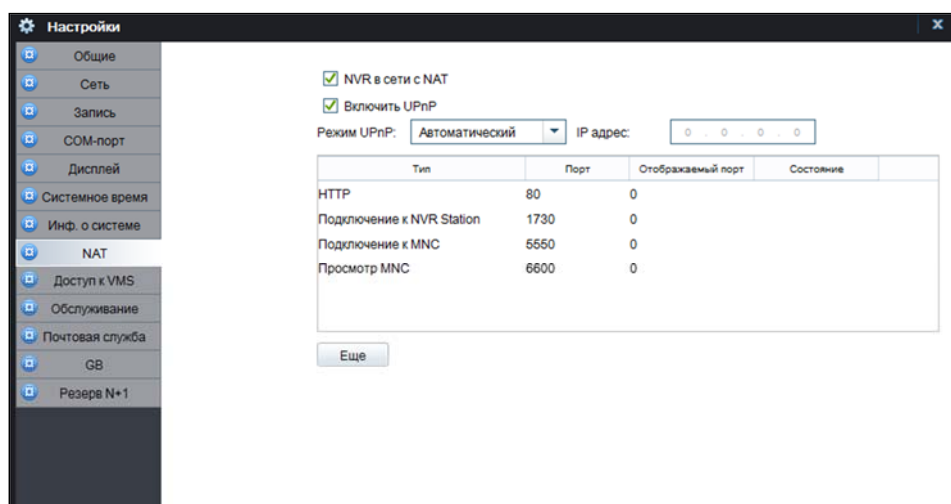 Настройки
Общие
Сеть
Запись
COM-порт
Дисплей
Системное время
Инф. о системе
NAT
Доступ к VMS
Обслуживание
Почтовая служба
GB
Резерв N+1
NVR в сети с NAT
Включить UPnP
Режим UPnP: Автоматический IP адрес: 0 . 0 . 0 . 0
Тип Порт Отображаемый порт Состояние
HTTP 80 0
Подключение к NVR Station 1730 0
Подключение к MNC 5550 0
Просмотр MNC 6600 0
Еще